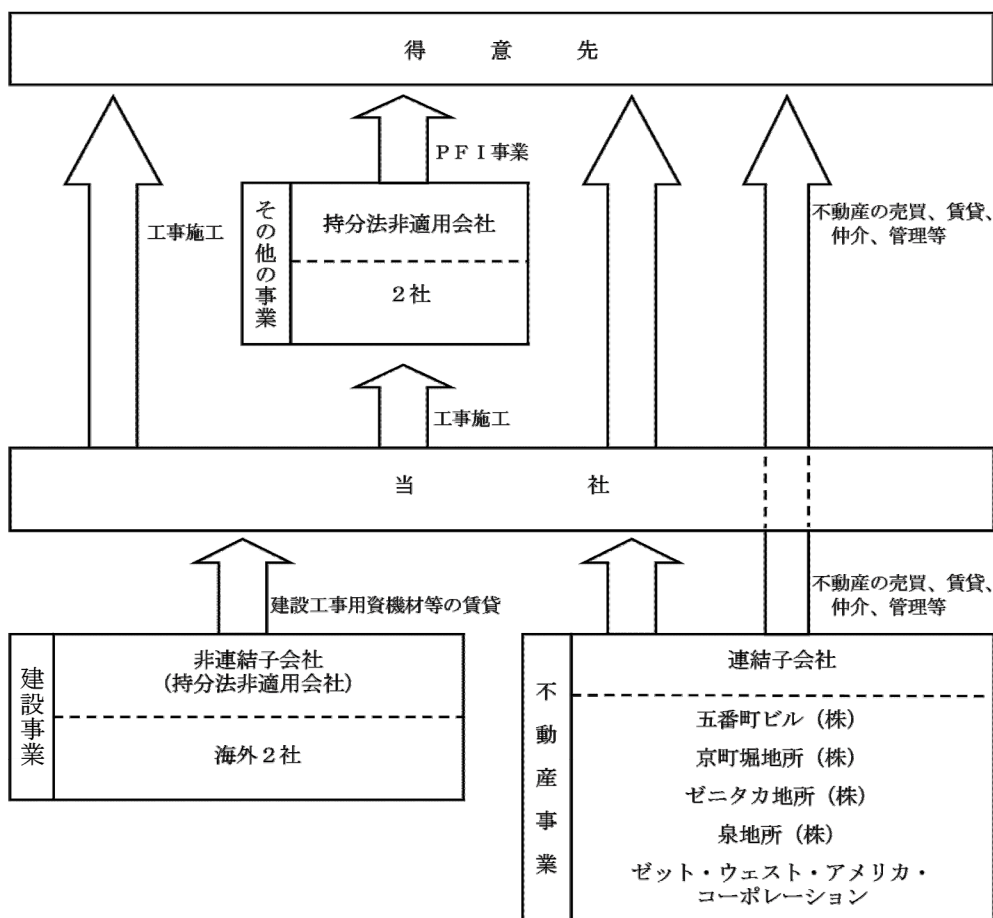 得意先
PFI事業
その他の事業
持分法非適用会社
2社
工事施工
不動産の売買、賃貸、
仲介、管理等
工事施工
当社
建設工事用資機材等の賃貸
不動産の売買、賃貸、
仲介、管理等
建設事業
非連結子会社
(持分法非適用会社)
海外2社
不動産事業
連結子会社
五番町ビル(株)
京町堀地所(株)
ゼニタカ地所(株)
泉地所(株)
ゼット・ウェスト・アメリカ・
コーポレーション